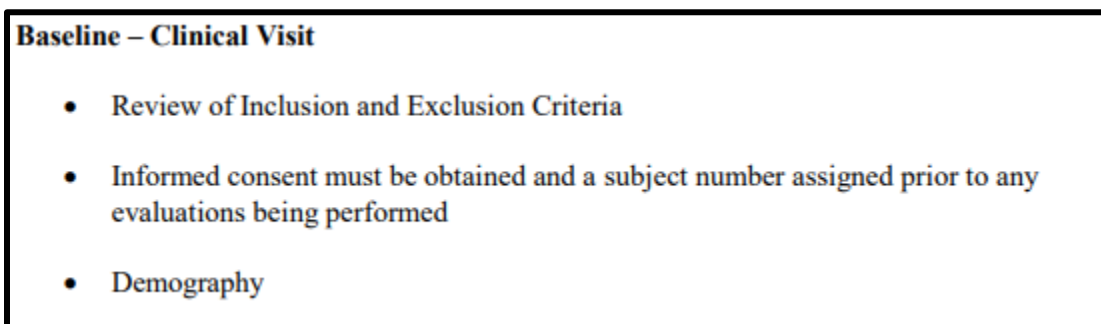 Baseline – Clinical Visit
• Review of Inclusion and Exclusion Criteria
• Informed consent must be obtained and a subject number assigned prior to any
evaluations being performed
• Demography